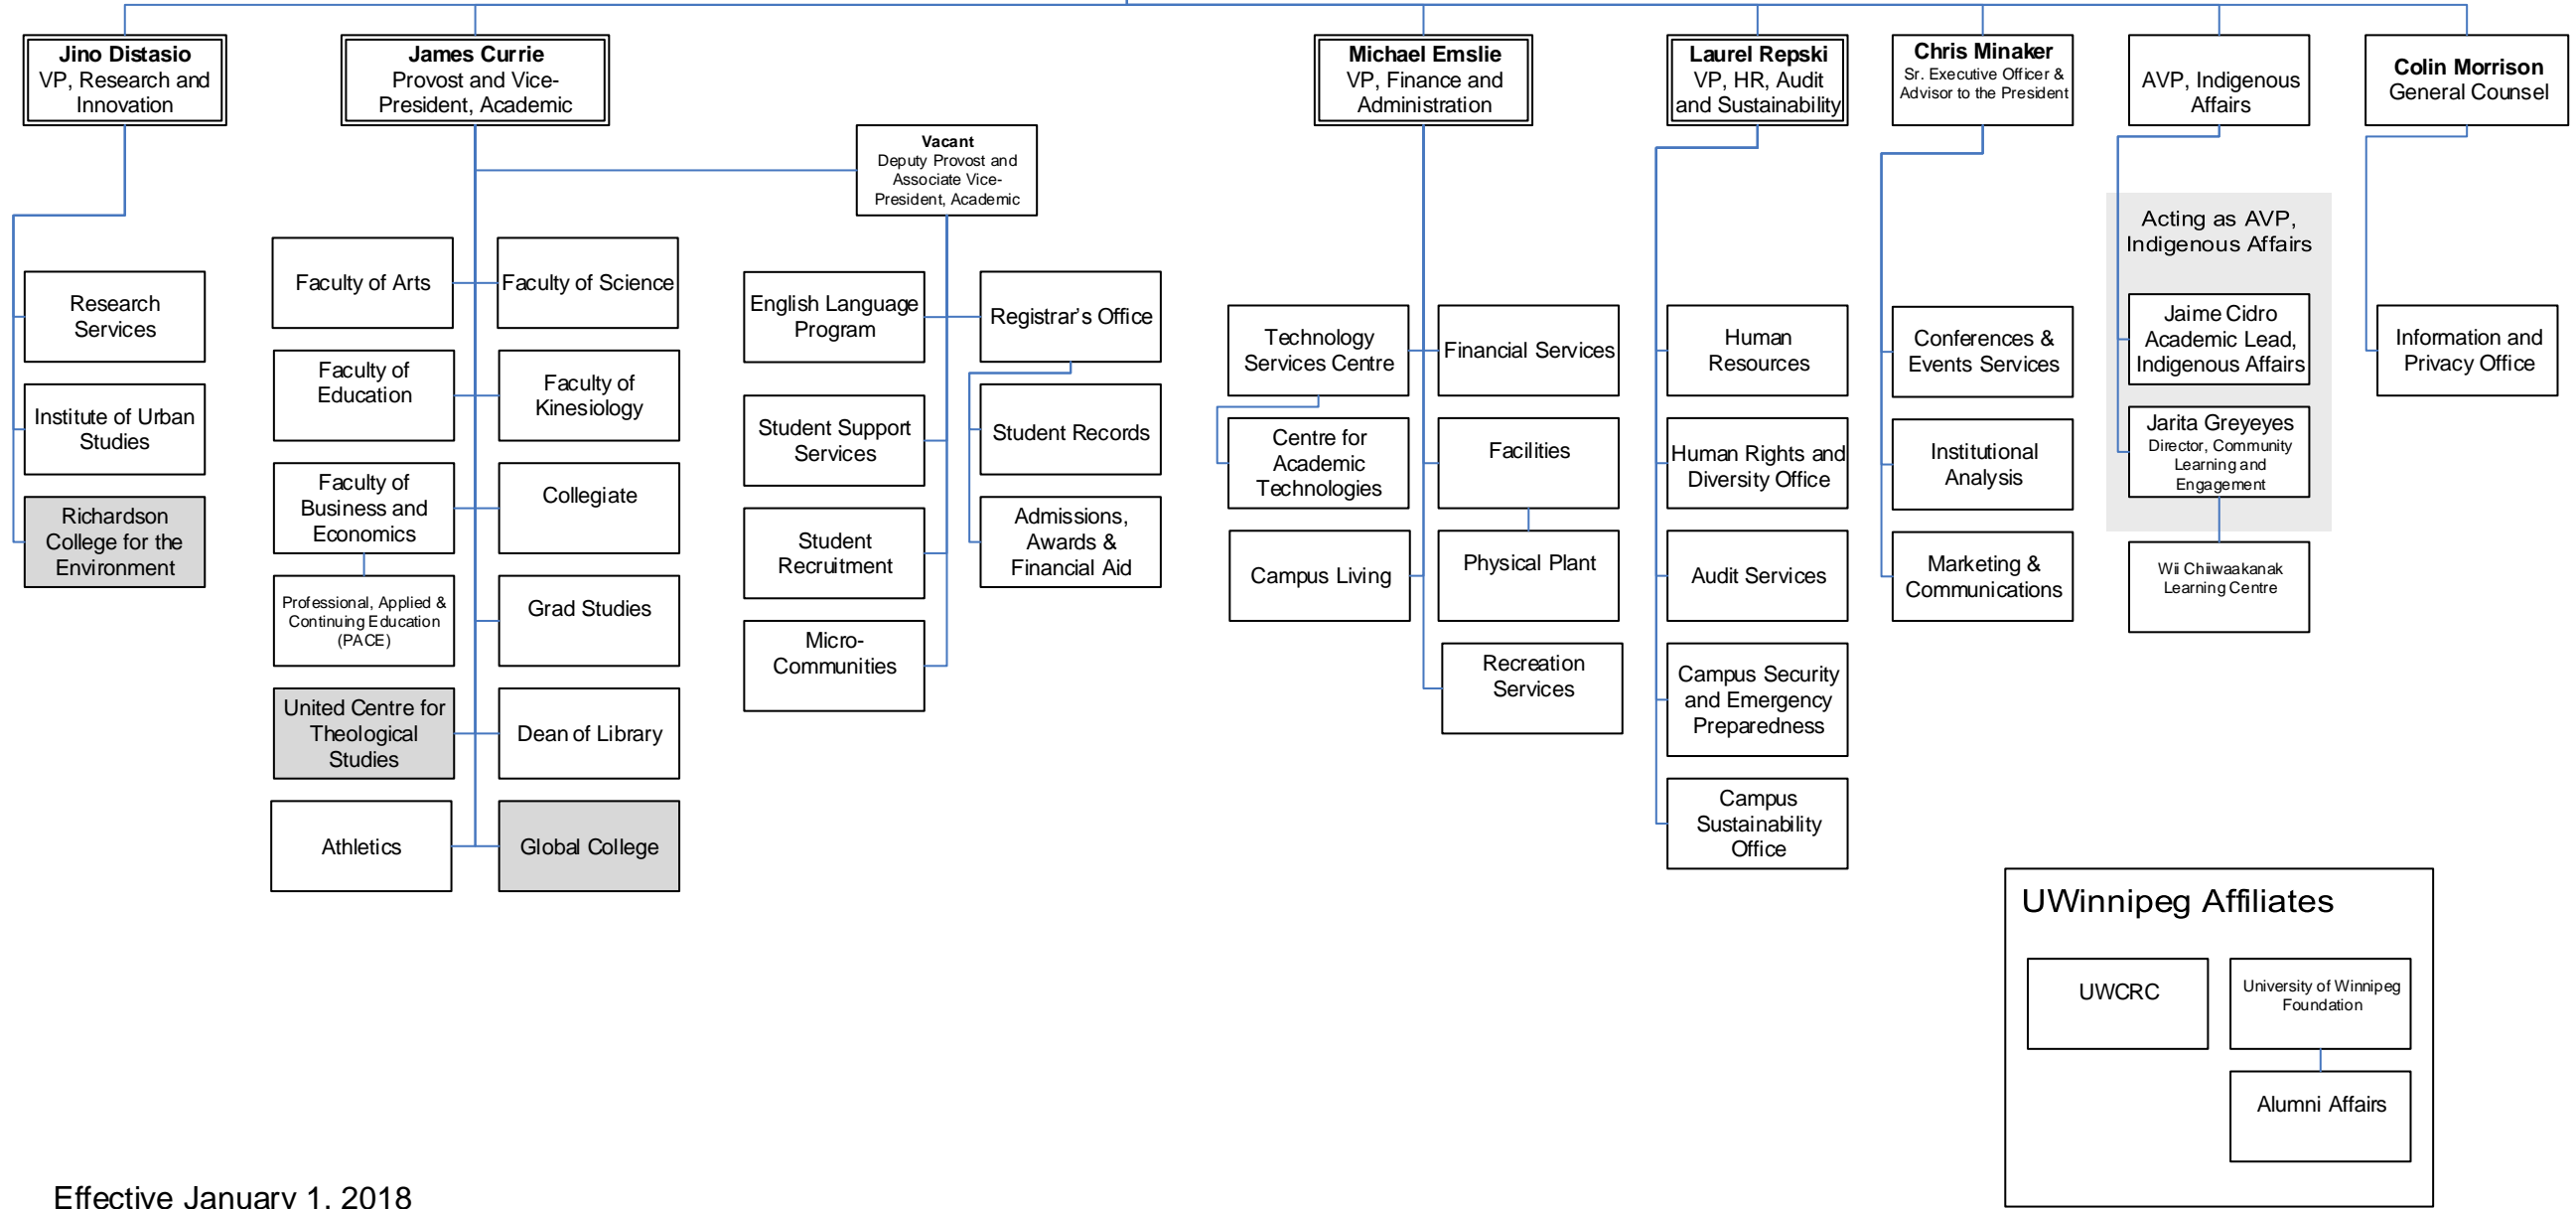 Jino Distasio
VP, Research and
Innovation
James Currie
Provost and Vice-
President, Academic
Michael Emslie
VP, Finance and
Administration
Laurel Repski
VP, HR, Audit
and Sustainability
Chris Minaker
Sr. Executive Officer &
Advisor to the President
AVP, Indigenous
Affairs
Colin Morrison
General Counsel
Vacant
Deputy Provost and
Associate Vice-
President, Academic
Research
Services
Institute of Urban
Studies
Richardson
College for the
Environment
Faculty of Arts
Faculty of Science
Faculty of
Education
Faculty of
Kinesiology
Faculty of
Business and
Economics
Collegiate
Professional, Applied &
Continuing Education
(PACE)
Grad Studies
United Centre for
Theological
Studies
Dean of Library
Athletics
Global College
English Language
Program
Registrar's Office
Student Support
Services
Student Records
Student
Recruitment
Admissions,
Awards &
Financial Aid
Micro-
Communities
Technology
Services Centre
Financial Services
Centre for
Academic
Technologies
Facilities
Campus Living
Physical Plant
Recreation
Services
Human
Resources
Human Rights and
Diversity Office
Audit Services
Campus Security
and Emergency
Preparedness
Campus
Sustainability
Office
Conferences &
Events Services
Institutional
Analysis
Marketing &
Communications
Acting as AVP,
Indigenous Affairs
Jaime Cidro
Academic Lead,
Indigenous Affairs
Jarita Greyeyes
Director, Community
Learning and
Engagement
Wii Chiiwaakanak
Learning Centre
Information and
Privacy Office
UWinnipeg Affiliates
UWCRC
University of Winnipeg
Foundation
Alumni Affairs
Effective January 1, 2018